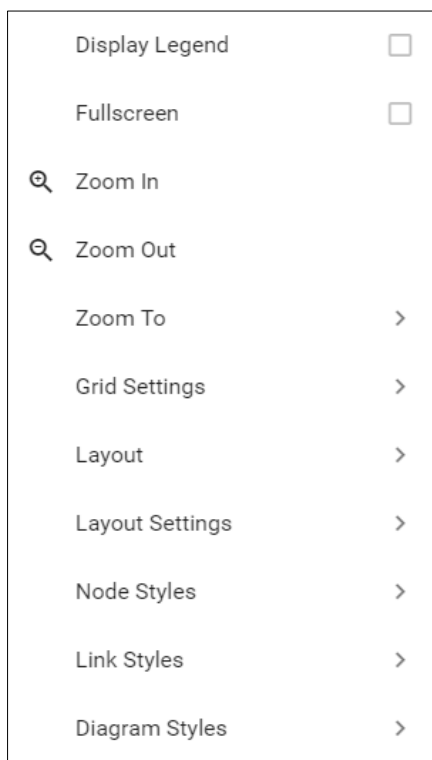 Display Legend
Fullscreen
Zoom In
Zoom Out
Zoom To
Grid Settings
Layout
Layout Settings
Node Styles
Link Styles
Diagram Styles